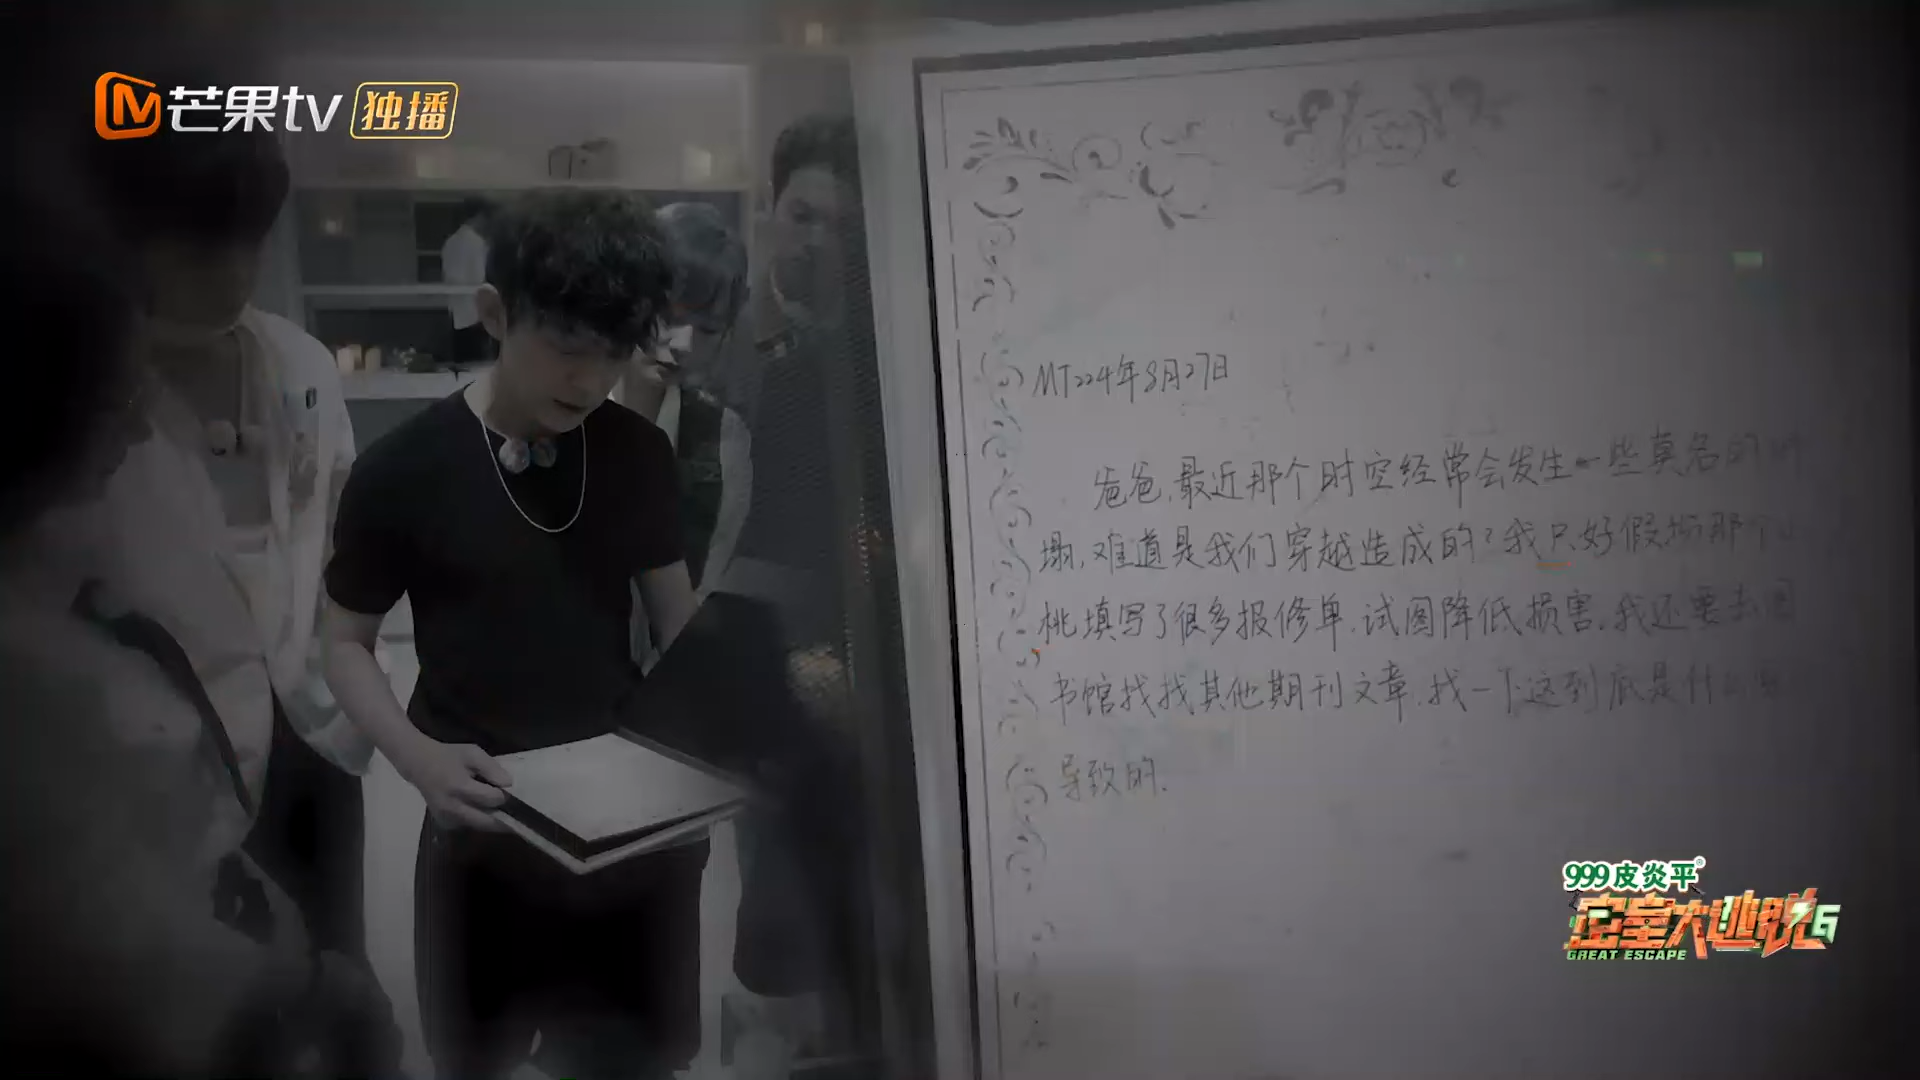 芒果tv 独播
MT224年8月27日
爸爸,最近那个时空经常会发生一些莫名的
塌,难道是我们穿越造成的?我只好假扮那个
桃填写了很多报修单,试图降低损害,我还要去图
书馆找找其他期刊文章,找一下这到底是什么
导致的.
999皮炎平®
密室大逃脱6
GREAT ESCAPE